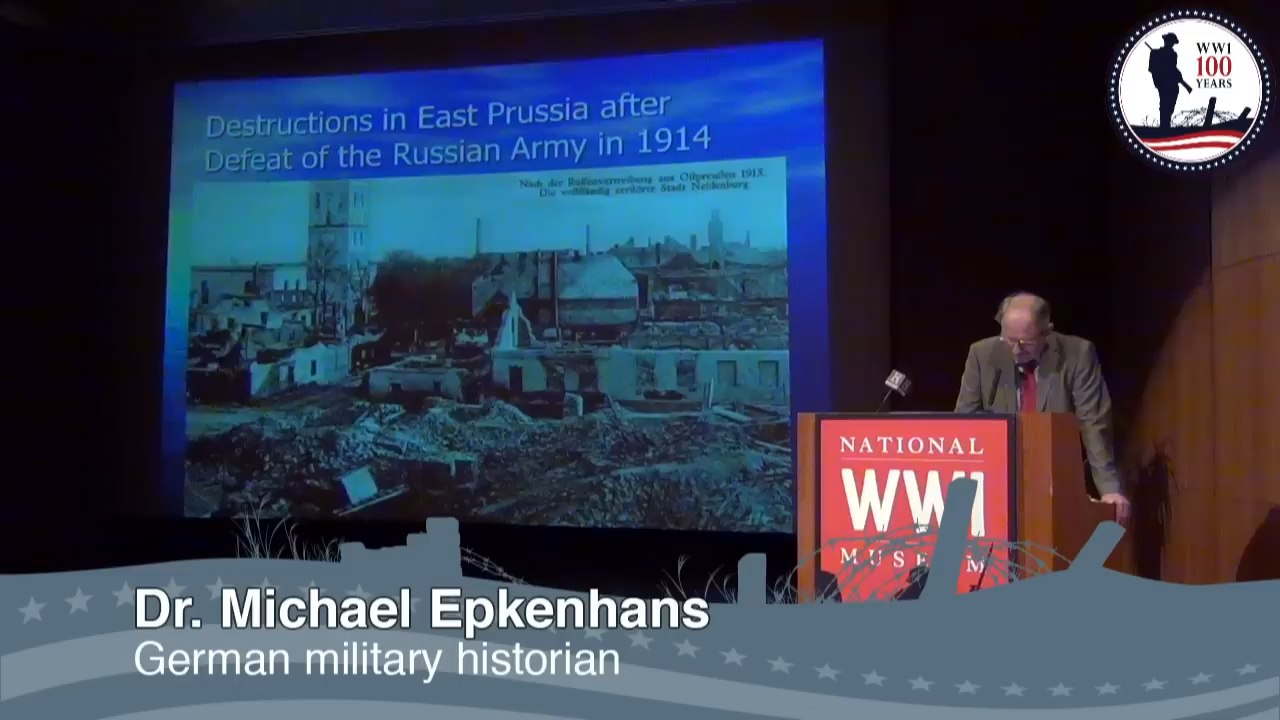 Destructions in East Prussia after
Defeat of the Russian Army in 1914
Nach der Russenvertreibung aus Ostpreußen 1915.
Die vollständig zerstörte Stadt Neidenburg
WW1
100
YEARS
NATIONAL
WWI
MUSEUM
Dr. Michael Epkenhans
German military historian